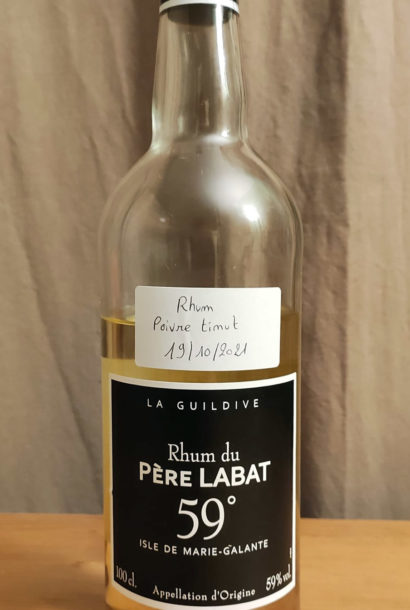 Rhum
Poivre timut
19/10/2021
LA GUILDIVE
Rhum du
PÈRE LABAT
59°
ISLE DE MARIE-GALANTE
100 cl.
Appellation d'Origine
59% vol.